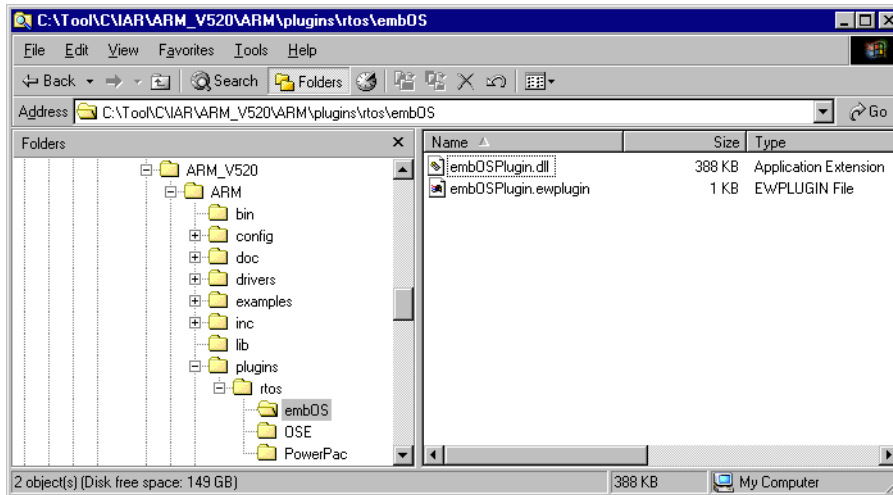 C:\Tool\C\IAR\ARM_V520\ARM\plugins\rtos\embOS
File Edit View Favorites Tools Help
Back Search Folders
Address C:\Tool\C\IAR\ARM_V520\ARM\plugins\rtos\embOS Go
Folders
Name Size Type
embOSPlugin.dll 388 KB Application Extension
embOSPlugin.ewplugin 1 KB EWPLUGIN File
ARM_V520
ARM
bin
config
doc
drivers
examples
inc
lib
plugins
rtos
embOS
OSE
PowerPac
2 object(s) (Disk free space: 149 GB) 388 KB My Computer